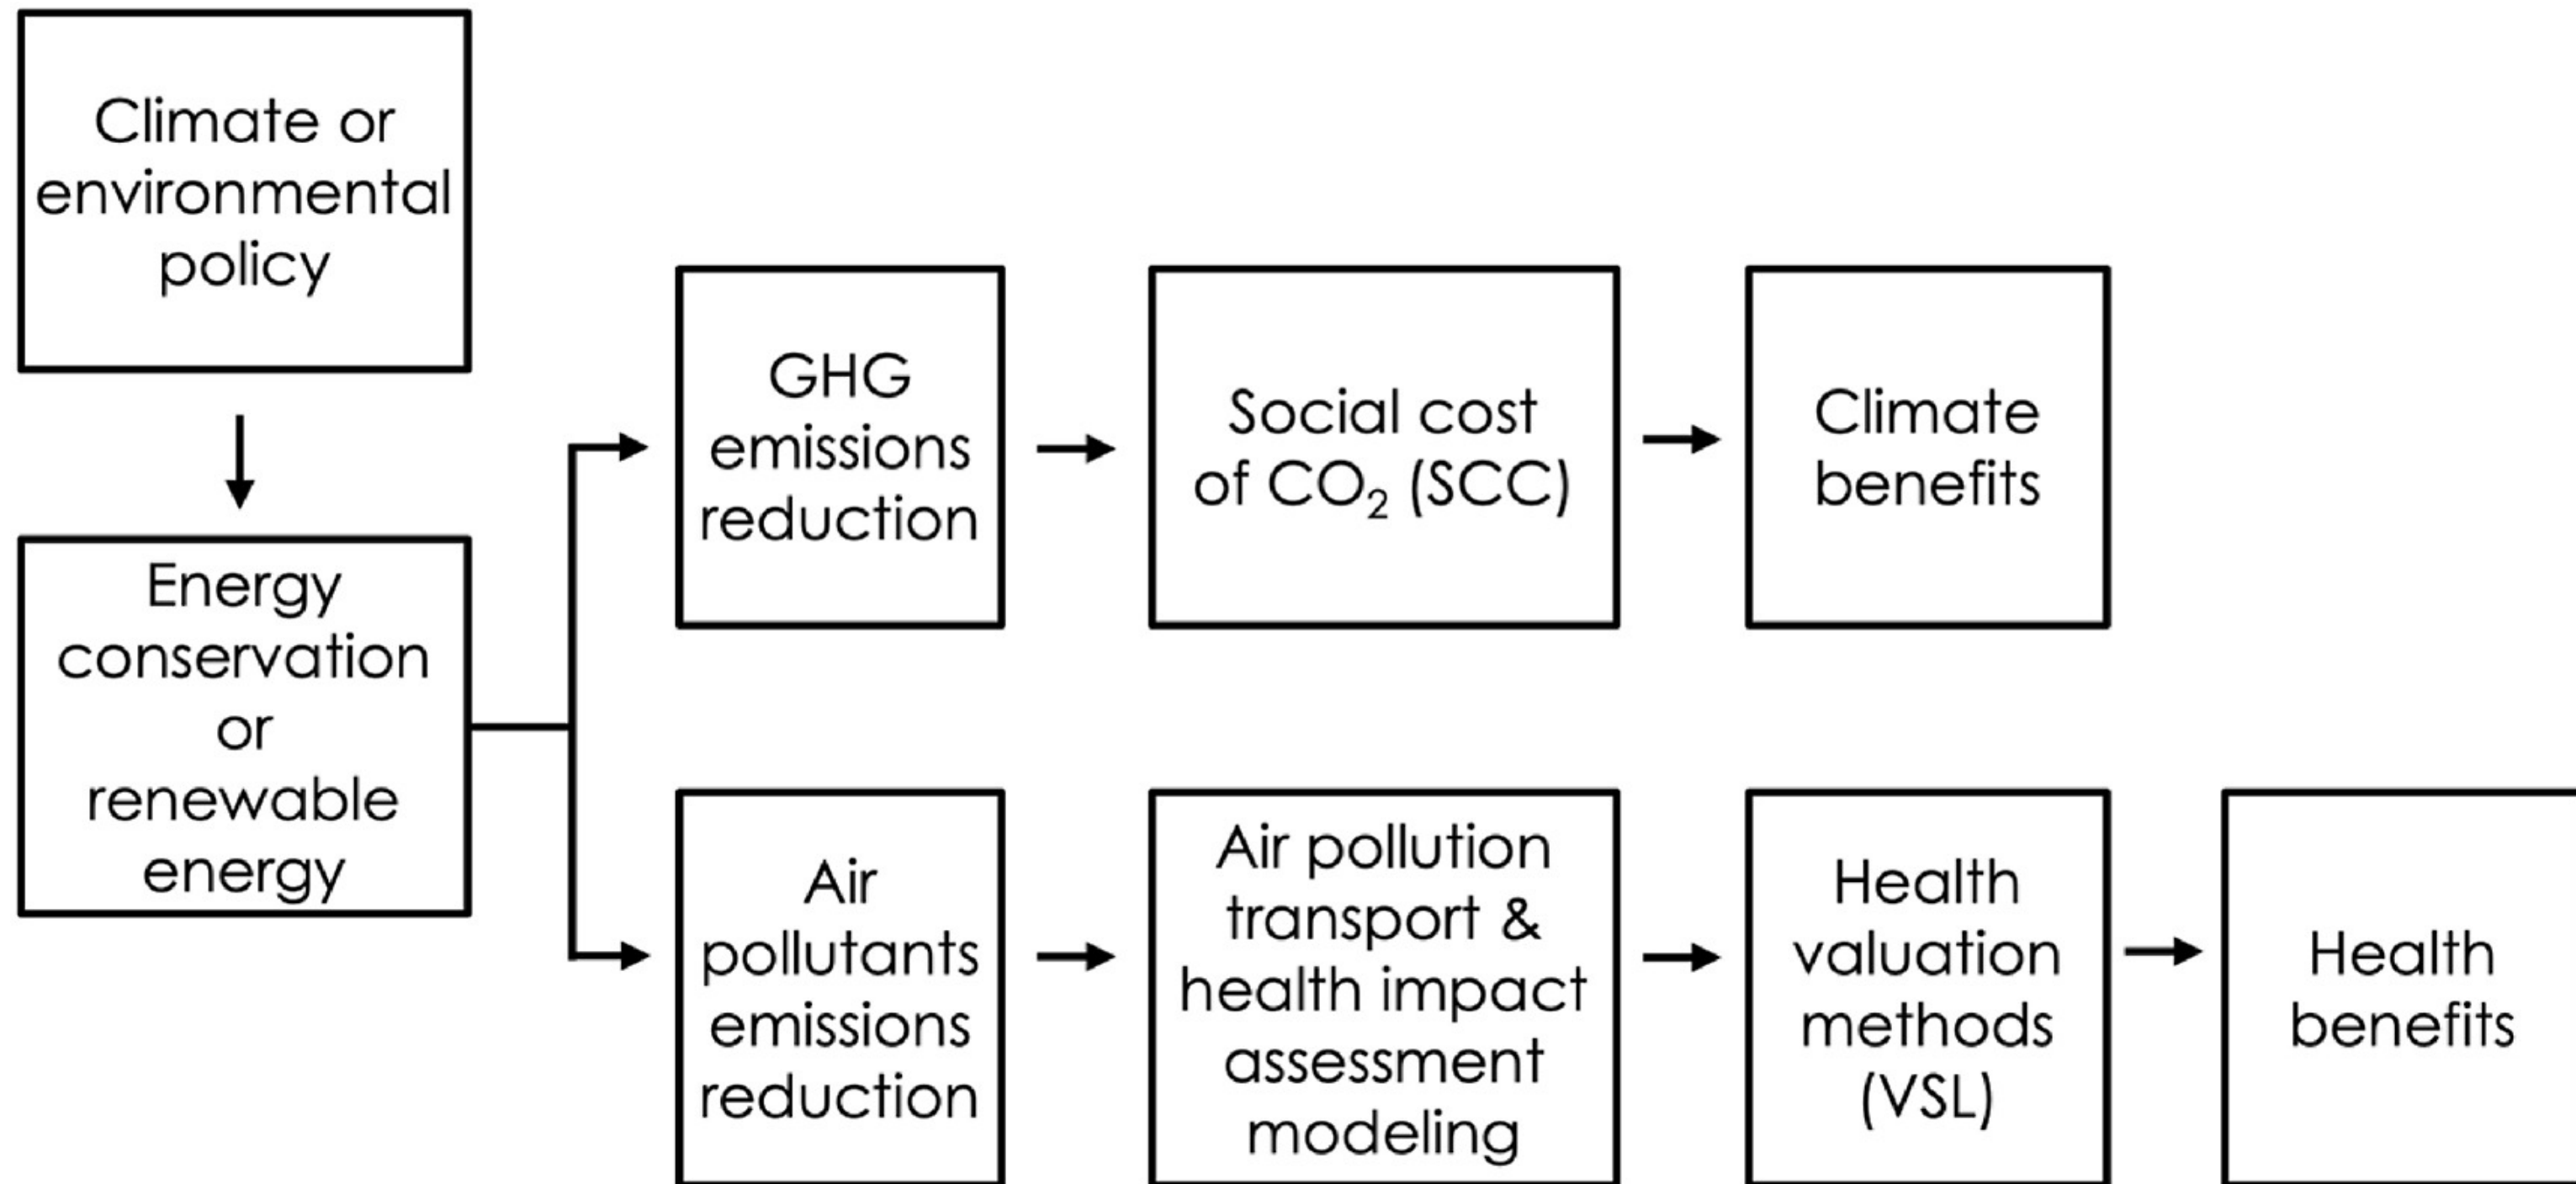 Climate or
environmental
policy
Energy
conservation
or
renewable
energy
GHG
emissions
reduction
Social cost
of CO₂ (SCC)
Climate
benefits
Air
pollutants
emissions
reduction
Air pollution
transport &
health impact
assessment
modeling
Health
valuation
methods
(VSL)
Health
benefits